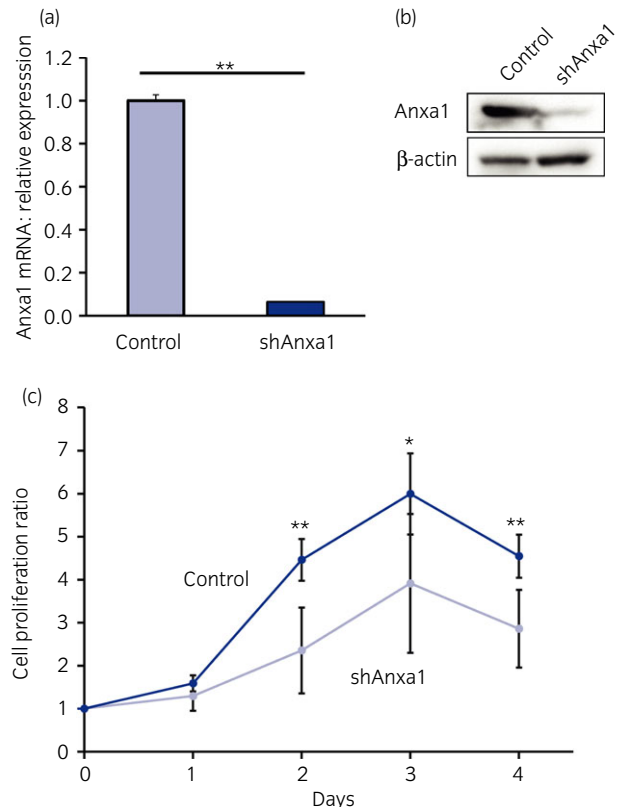 (a)
Anxa1 mRNA: relative expresssion
1.2
1.0
0.8
0.6
0.4
0.2
0.0
**
Control shAnxa1
(b)
Control shAnxa1
Anxa1
β-actin
(c)
Cell proliferation ratio
8
7
6
5
4
3
2
1
0
**
*
**
Control
shAnxa1
0 1 2 3 4
Days